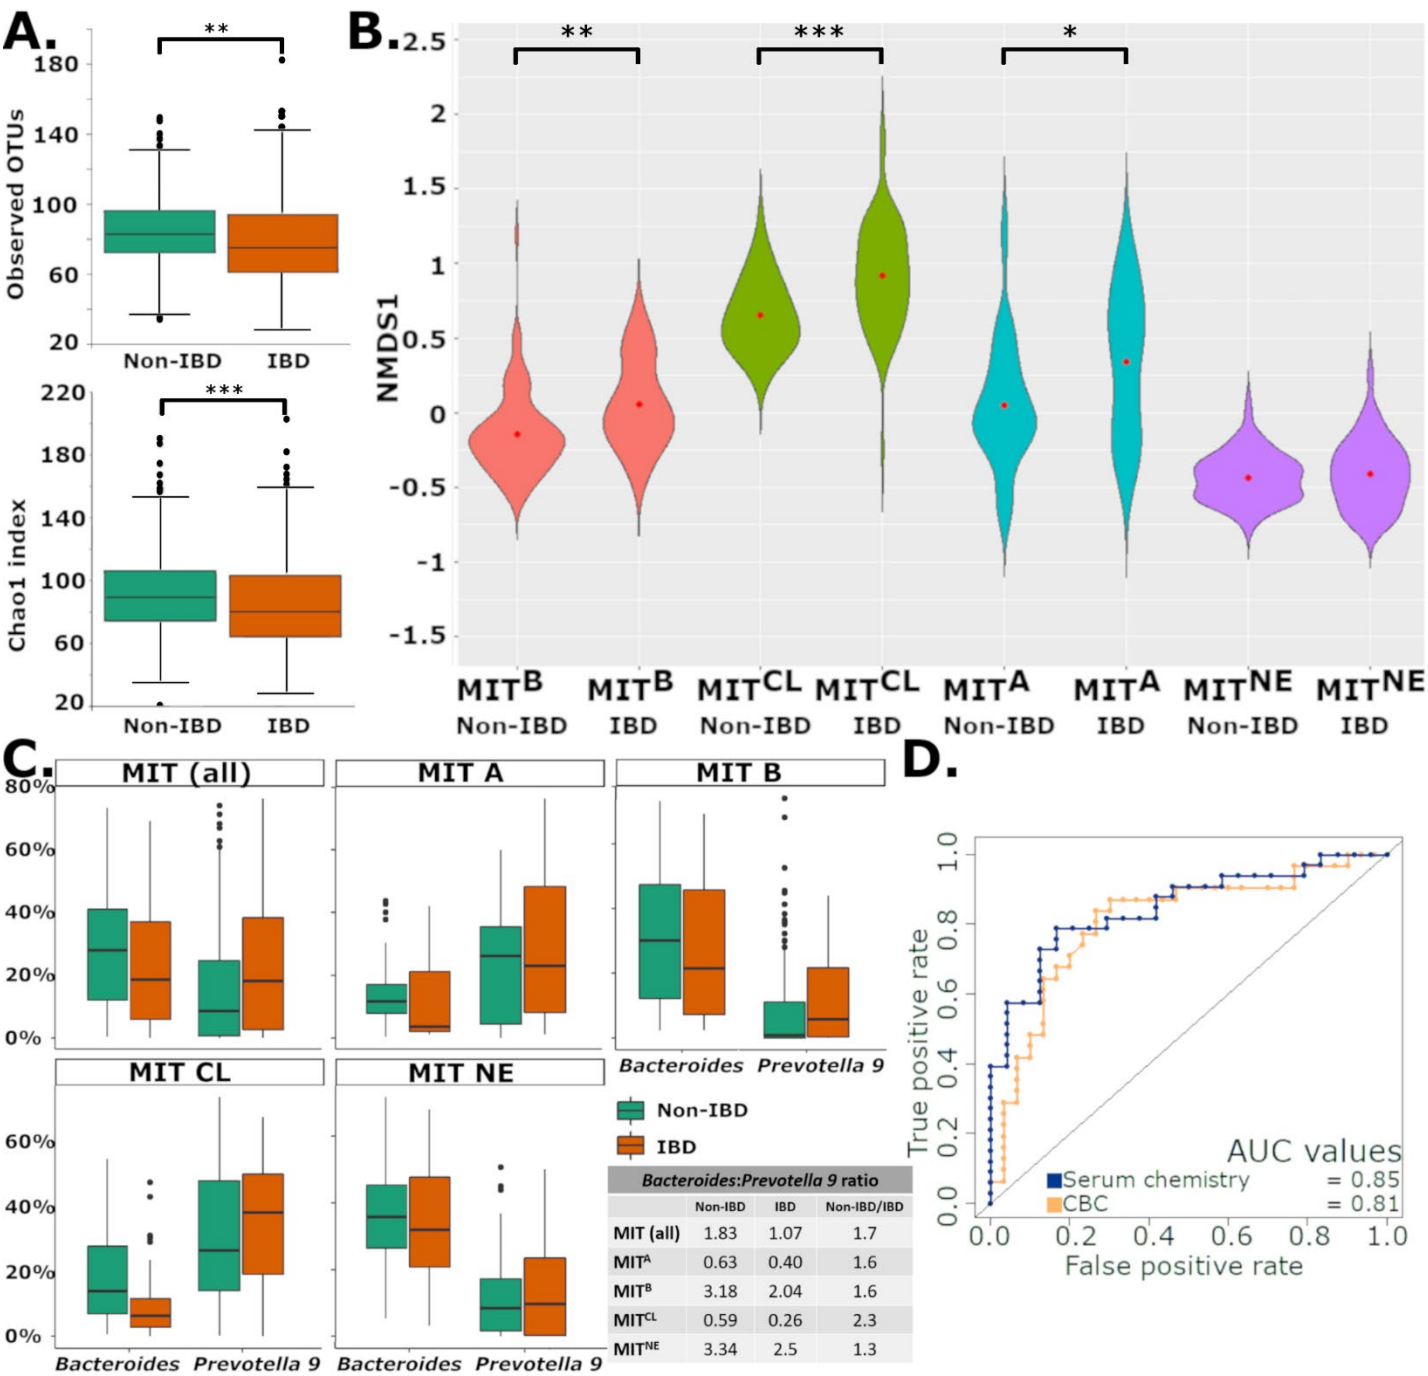 A.
**
180
140
100
60
20
Observed OTUs
Non-IBD IBD
***
220
180
140
100
60
20
Chao1 index
Non-IBD IBD
B.
** *** *
2.5
2
1.5
1
0.5
0
-0.5
-1
-1.5
NMDS1
MITB MITB MITCL MITCL MITA MITA MITNE MITNE
Non-IBD IBD Non-IBD IBD Non-IBD IBD Non-IBD IBD
C.
MIT (all) MIT A MIT B
80%
60%
40%
20%
0%
Bacteroides Prevotella 9
MIT CL MIT NE
60%
40%
20%
0%
Bacteroides Prevotella 9 Bacteroides Prevotella 9
Non-IBD
IBD
Bacteroides:Prevotella 9 ratio
Non-IBD IBD Non-IBD/IBD
MIT (all) 1.83 1.07 1.7
MITA 0.63 0.40 1.6
MITB 3.18 2.04 1.6
MITCL 0.59 0.26 2.3
MITNE 3.34 2.5 1.3
D.
True positive rate
1.0
0.8
0.6
0.4
0.2
0.0
AUC values
Serum chemistry = 0.85
CBC = 0.81
0.0 0.2 0.4 0.6 0.8 1.0
False positive rate